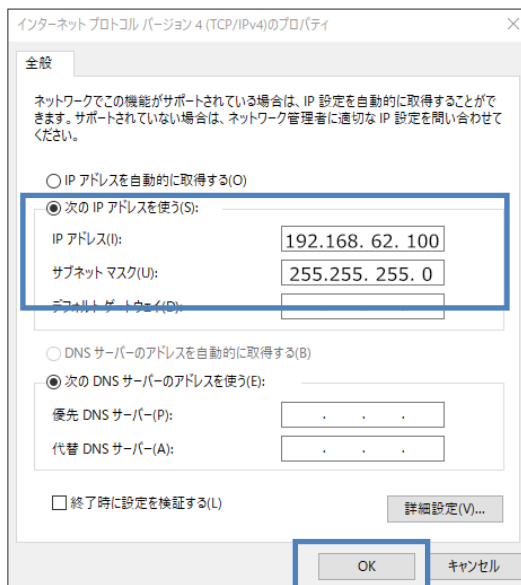 インターネット プロトコル バージョン 4 (TCP/IPv4)のプロパティ
全般
ネットワークでこの機能がサポートされている場合は、IP 設定を自動的に取得することがで
きます。サポートされていない場合は、ネットワーク管理者に適切な IP 設定を問い合わせて
ください。
IP アドレスを自動的に取得する(O)
次の IP アドレスを使う(S):
IP アドレス(I): 192.168. 62. 100
サブネット マスク(U): 255.255. 255. 0
デフォルト ゲートウェイ(D): . . .
DNS サーバーのアドレスを自動的に取得する(B)
次の DNS サーバーのアドレスを使う(E):
優先 DNS サーバー(P): . . .
代替 DNS サーバー(A): . . .
終了時に設定を検証する(L)
詳細設定(V)...
OK キャンセル